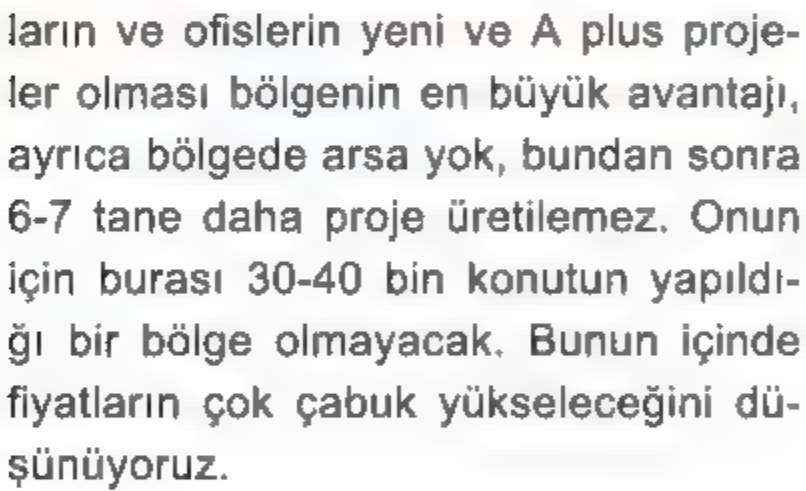 ların ve ofislerin yeni ve A plus proje-
ler olması bölgenin en büyük avantajı,
ayrıca bölgede arsa yok, bundan sonra
6-7 tane daha proje üretilemez. Onun
için burası 30-40 bin konutun yapıldı-
ğı bir bölge olmayacak. Bunun içinde
fiyatların çok çabuk yükseleceğini dü-
şünüyoruz.